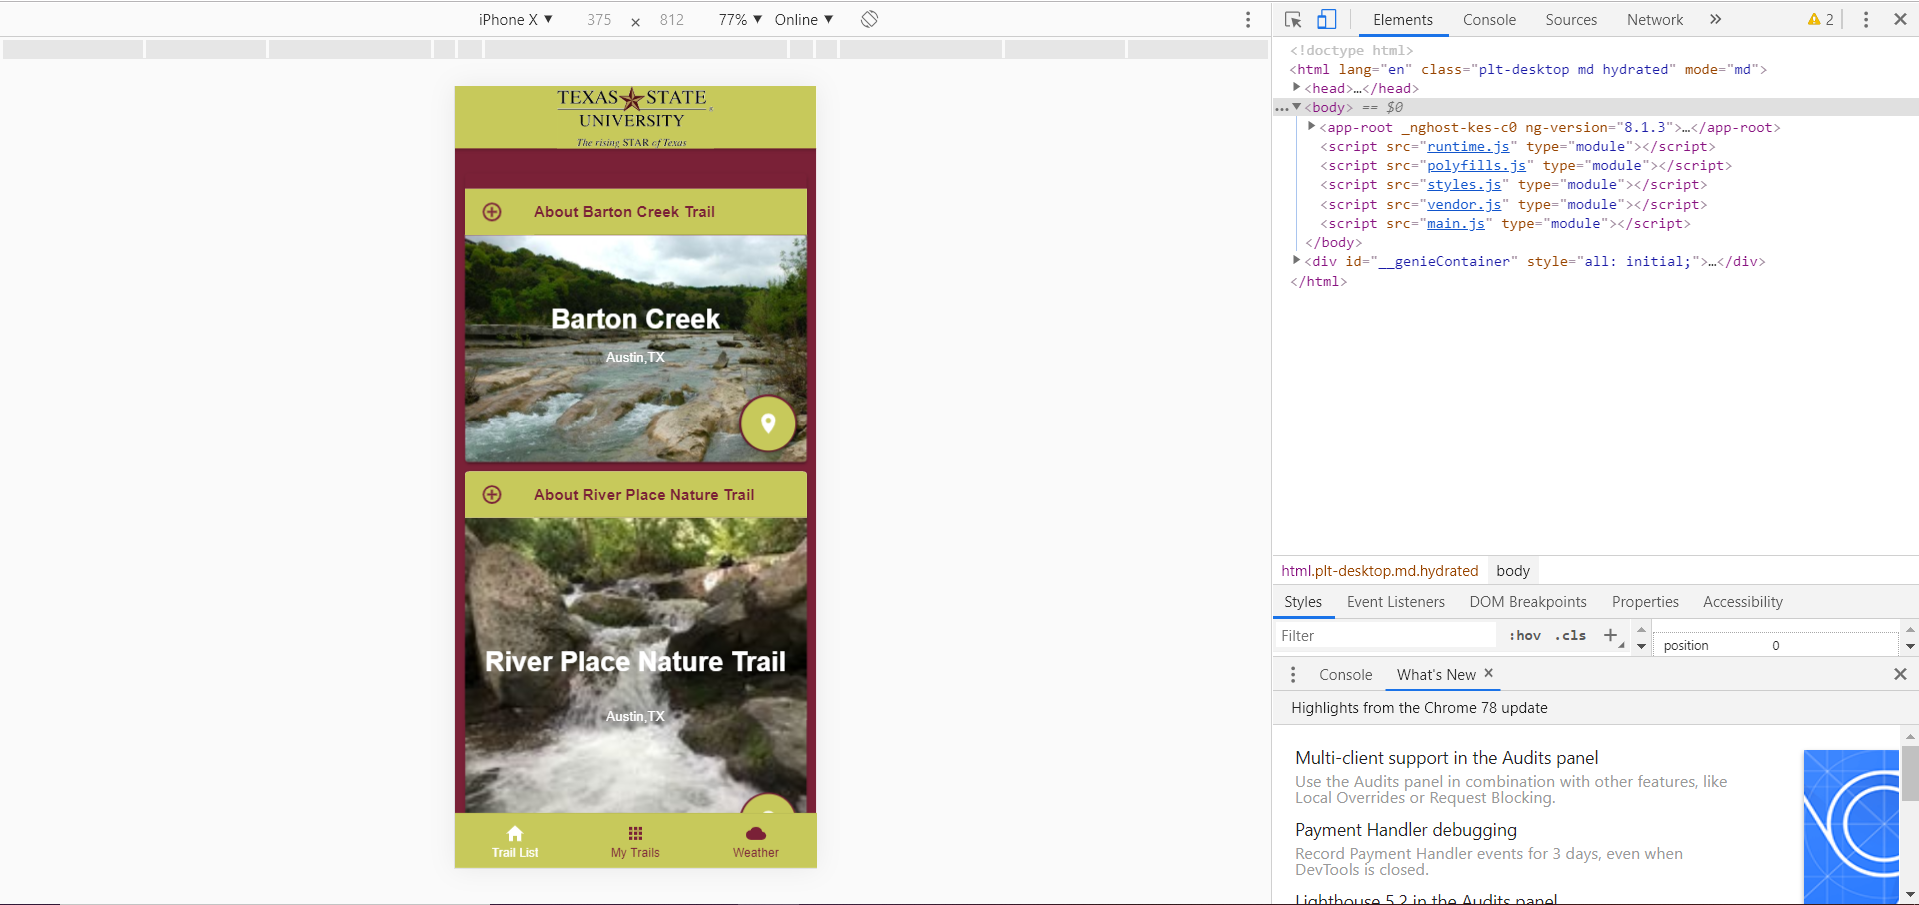 iPhone X ▼ 375 × 812 77% ▼ Online ▼
TEXAS STATE
UNIVERSITY
The rising STAR of Texas
About Barton Creek Trail
Barton Creek
Austin,TX
About River Place Nature Trail
River Place Nature Trail
Austin,TX
Trail List My Trails Weather
Elements Console Sources Network » 2
<!doctype html>
<html lang="en" class="plt-desktop md hydrated" mode="md">
<head>…</head>
<body> == $0
<app-root _nghost-kes-c0 ng-version="8.1.3">…</app-root>
<script src="runtime.js" type="module"></script>
<script src="polyfills.js" type="module"></script>
<script src="styles.js" type="module"></script>
<script src="vendor.js" type="module"></script>
<script src="main.js" type="module"></script>
</body>
<div id="__genieContainer" style="all: initial;">…</div>
</html>
html.plt-desktop.md.hydrated body
Styles Event Listeners DOM Breakpoints Properties Accessibility
Filter :hov .cls +
position 0
Console What's New ×
Highlights from the Chrome 78 update
Multi-client support in the Audits panel
Use the Audits panel in combination with other features, like
Local Overrides or Request Blocking.
Payment Handler debugging
Record Payment Handler events for 3 days, even when
DevTools is closed.
Lighthouse 5.2 in the Audits panel